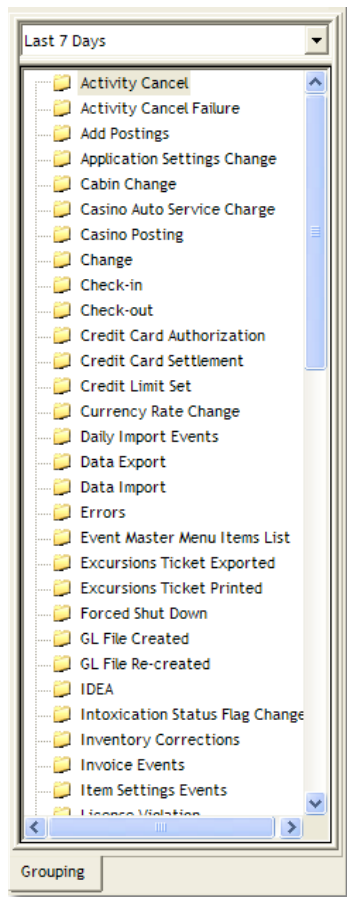 Last 7 Days
Activity Cancel
Activity Cancel Failure
Add Postings
Application Settings Change
Cabin Change
Casino Auto Service Charge
Casino Posting
Change
Check-in
Check-out
Credit Card Authorization
Credit Card Settlement
Credit Limit Set
Currency Rate Change
Daily Import Events
Data Export
Data Import
Errors
Event Master Menu Items List
Excursions Ticket Exported
Excursions Ticket Printed
Forced Shut Down
GL File Created
GL File Re-created
IDEA
Intoxication Status Flag Change
Inventory Corrections
Invoice Events
Item Settings Events
License Violation
Grouping